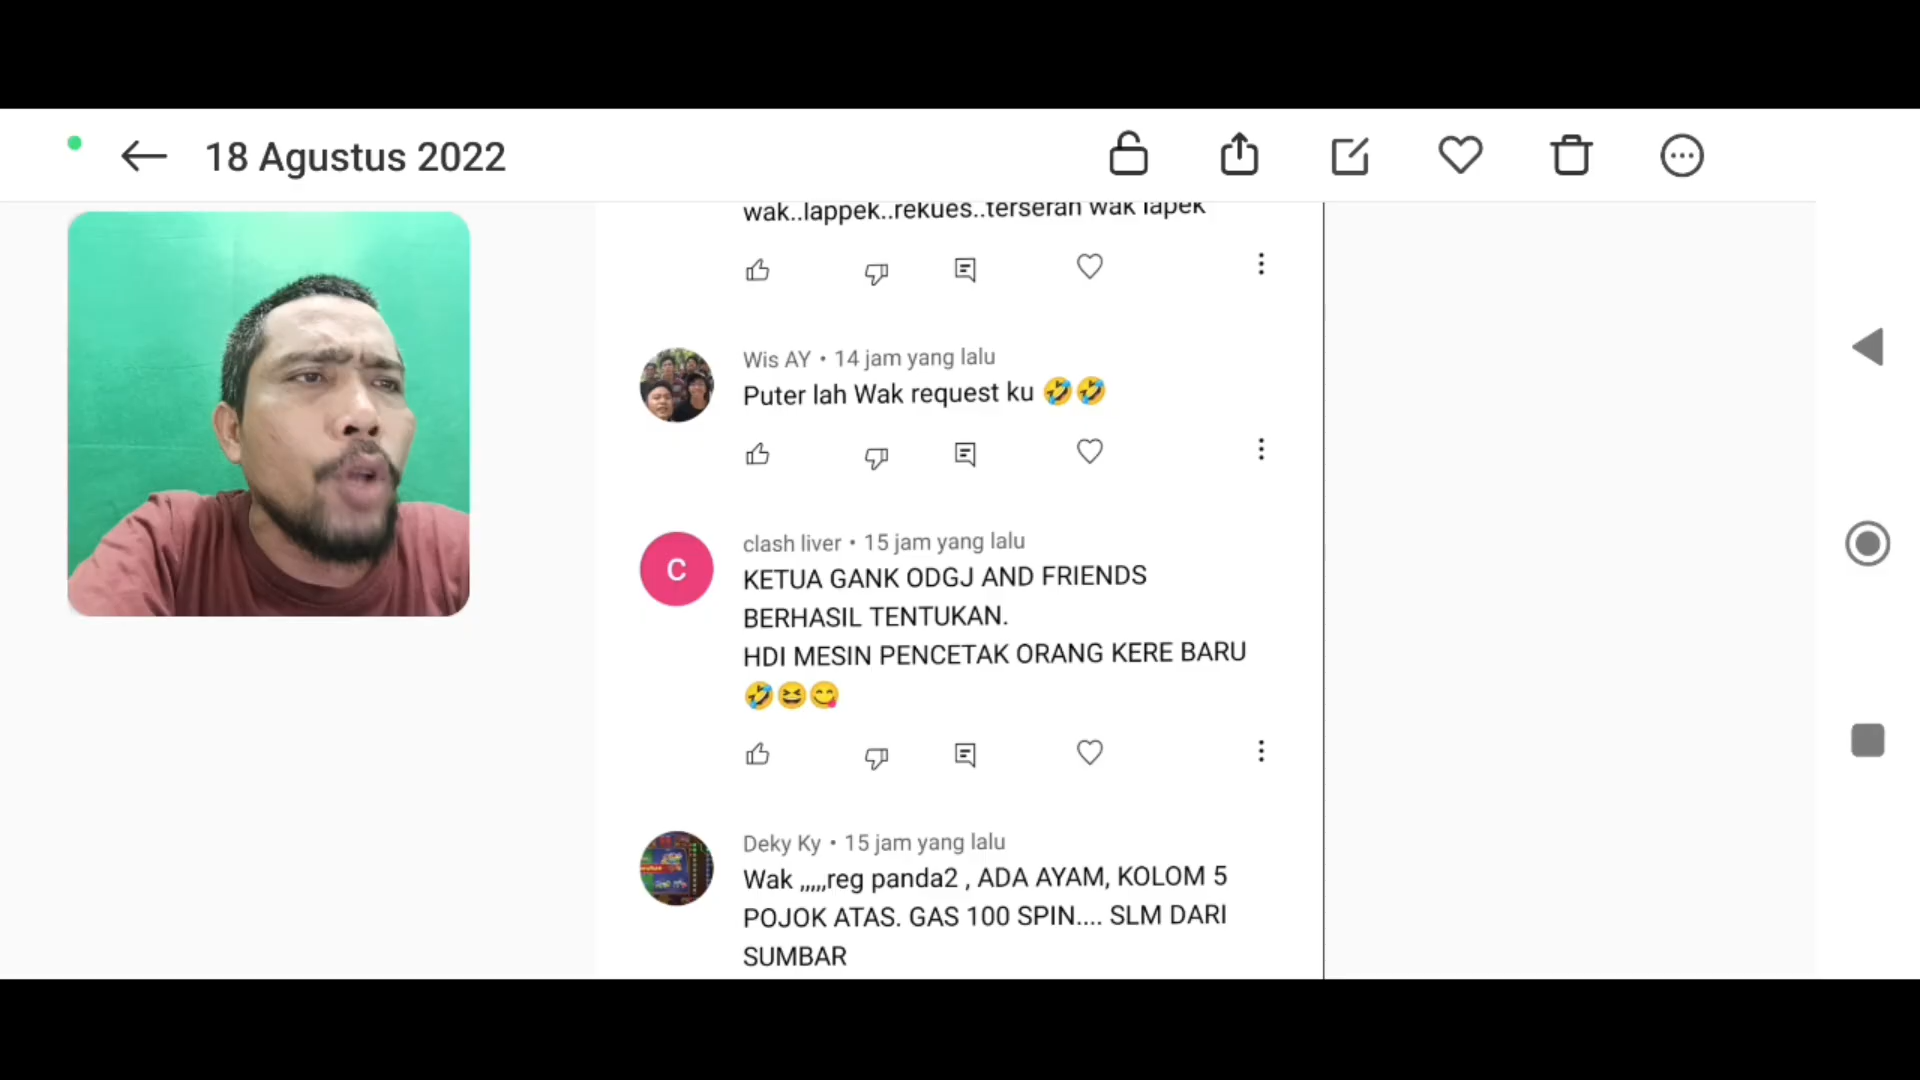 18 Agustus 2022
wak..lappek..rekues..terserah wak lapek
Wis AY • 14 jam yang lalu
Puter lah Wak request ku 🤣🤣
clash liver • 15 jam yang lalu
C
KETUA GANK ODGJ AND FRIENDS
BERHASIL TENTUKAN.
HDI MESIN PENCETAK ORANG KERE BARU
🤣😆😋
Deky Ky • 15 jam yang lalu
Wak ,,,,,reg panda2 , ADA AYAM, KOLOM 5
POJOK ATAS. GAS 100 SPIN.... SLM DARI
SUMBAR